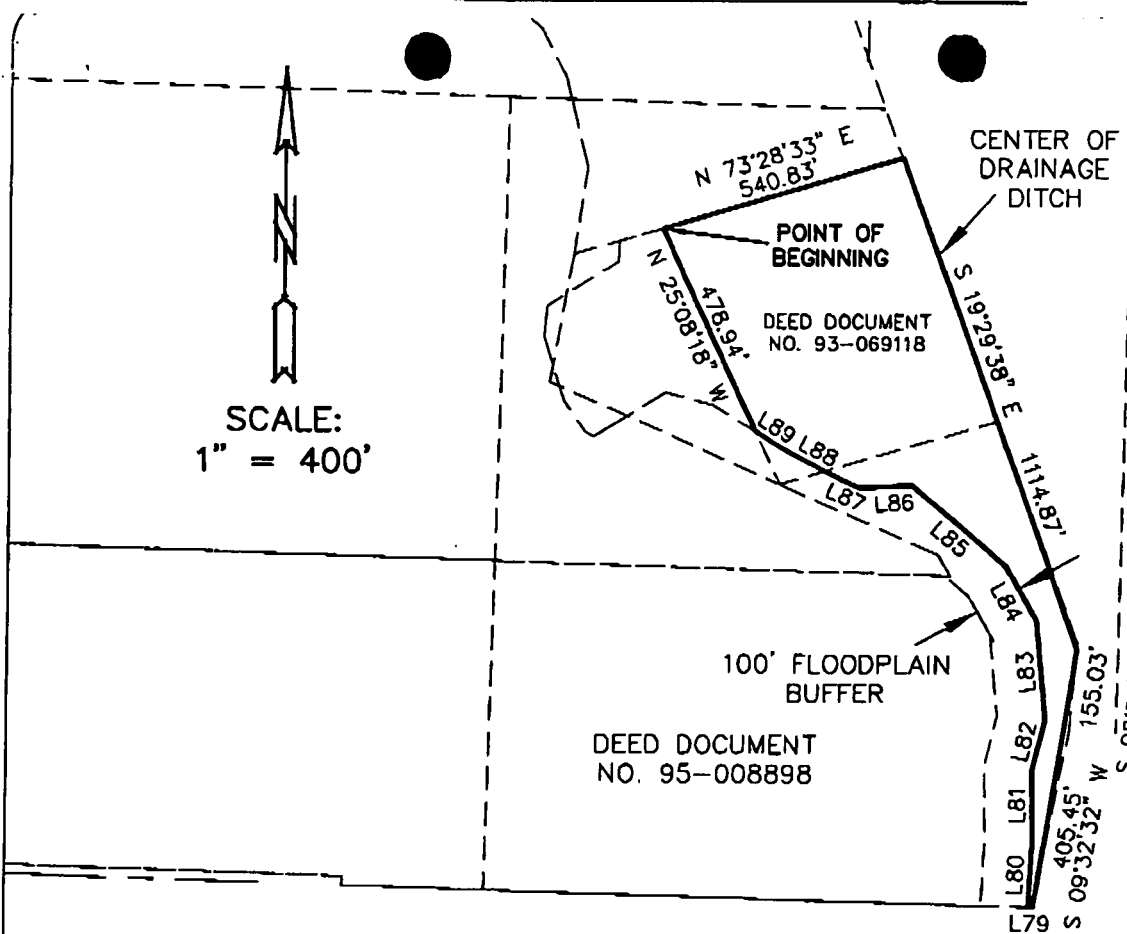 N 73°28'33" E
540.83'
CENTER OF
DRAINAGE
DITCH
N
POINT OF
BEGINNING
N 25°08'18" W
478.94'
DEED DOCUMENT
NO. 93-069118
S 19°29'38" E
1114.87'
SCALE:
1" = 400'
L89
L88
L87
L86
L85
L84
L83
100' FLOODPLAIN
BUFFER
155.03'
L82
DEED DOCUMENT
NO. 95-008898
L81
405.45'
S 09°32'32" W
L80
L79